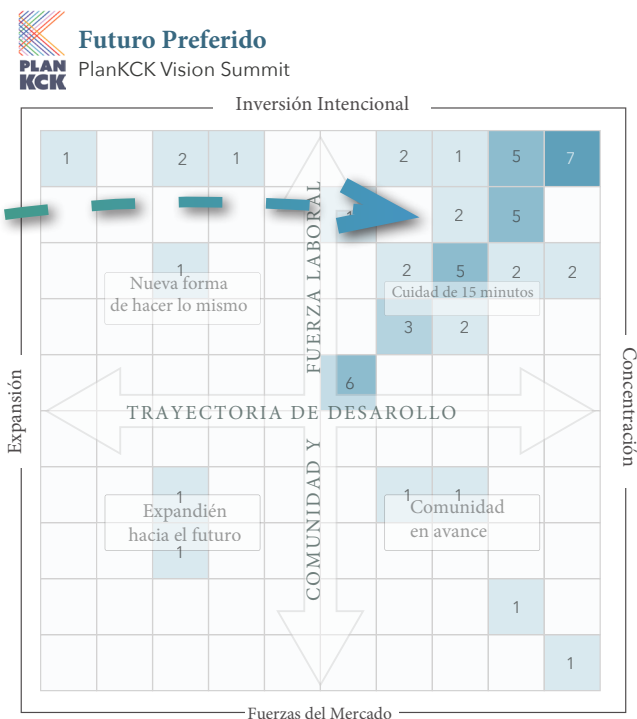 Futuro Preferido
PLAN
KCK
PlanKCK Vision Summit
Inversión Intencional
1 2 1 2 1 5 7
1 2 5
1 2 5 2 2
Nueva forma
de hacer lo mismo
Cuidad de 15 minutos
3 2
6
FUERZA LABORAL
TRAYECTORIA DE DESAROLLO
COMUNIDAD Y
Expansión
Concentración
1 1 1
Expandién
hacia el futuro
Comunidad
en avance
1
1
1
Fuerzas del Mercado